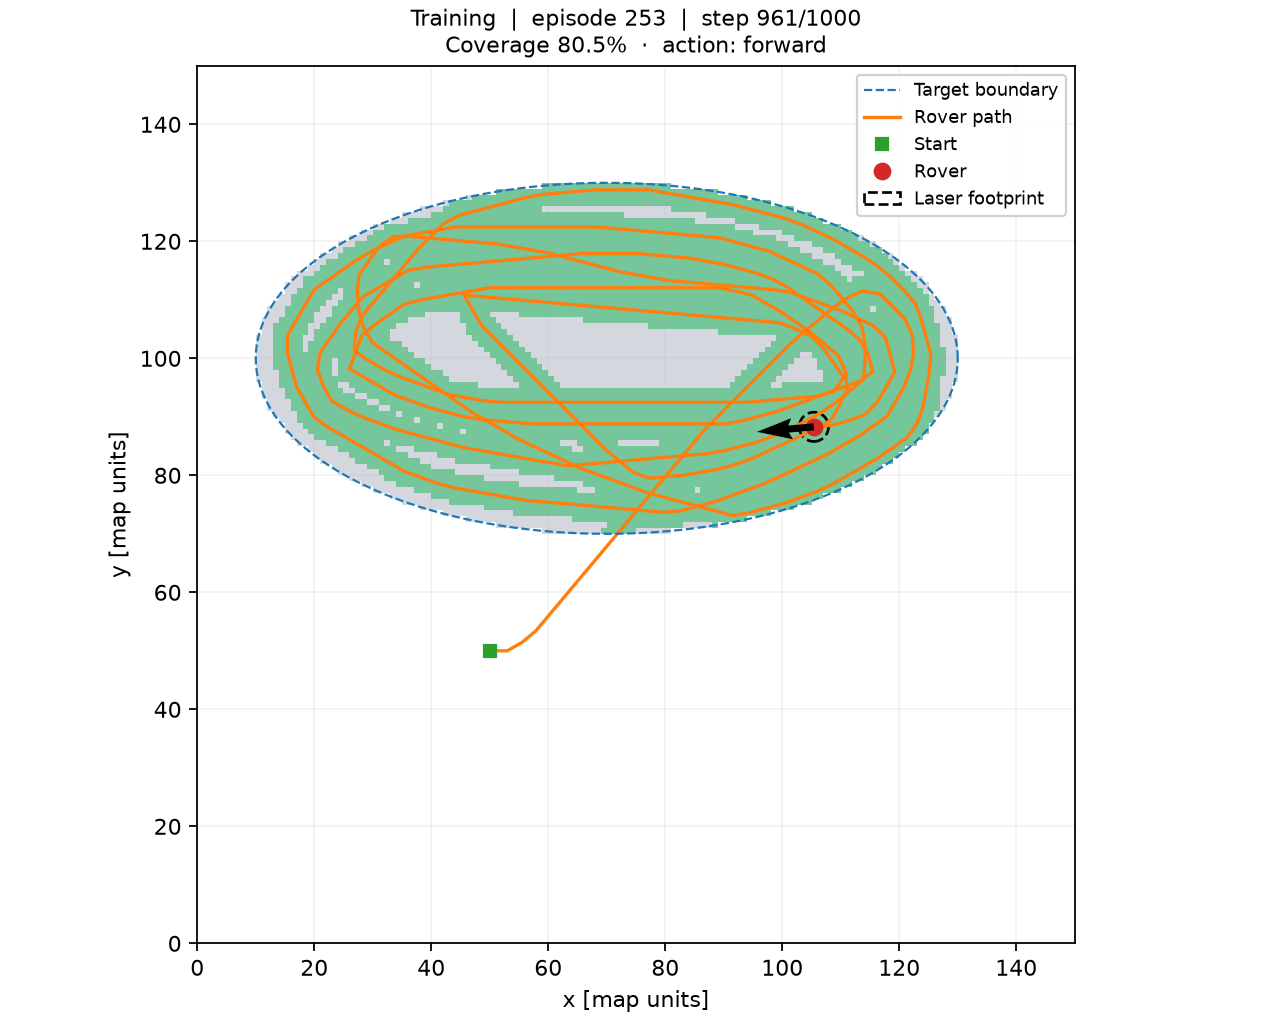 Training  |  episode 253  |  step 961/1000
Coverage 80.5%  ·  action: forward
Target boundary
Rover path
Start
Rover
Laser footprint
y [map units]
140
120
100
80
60
40
20
0
0 20 40 60 80 100 120 140
x [map units]